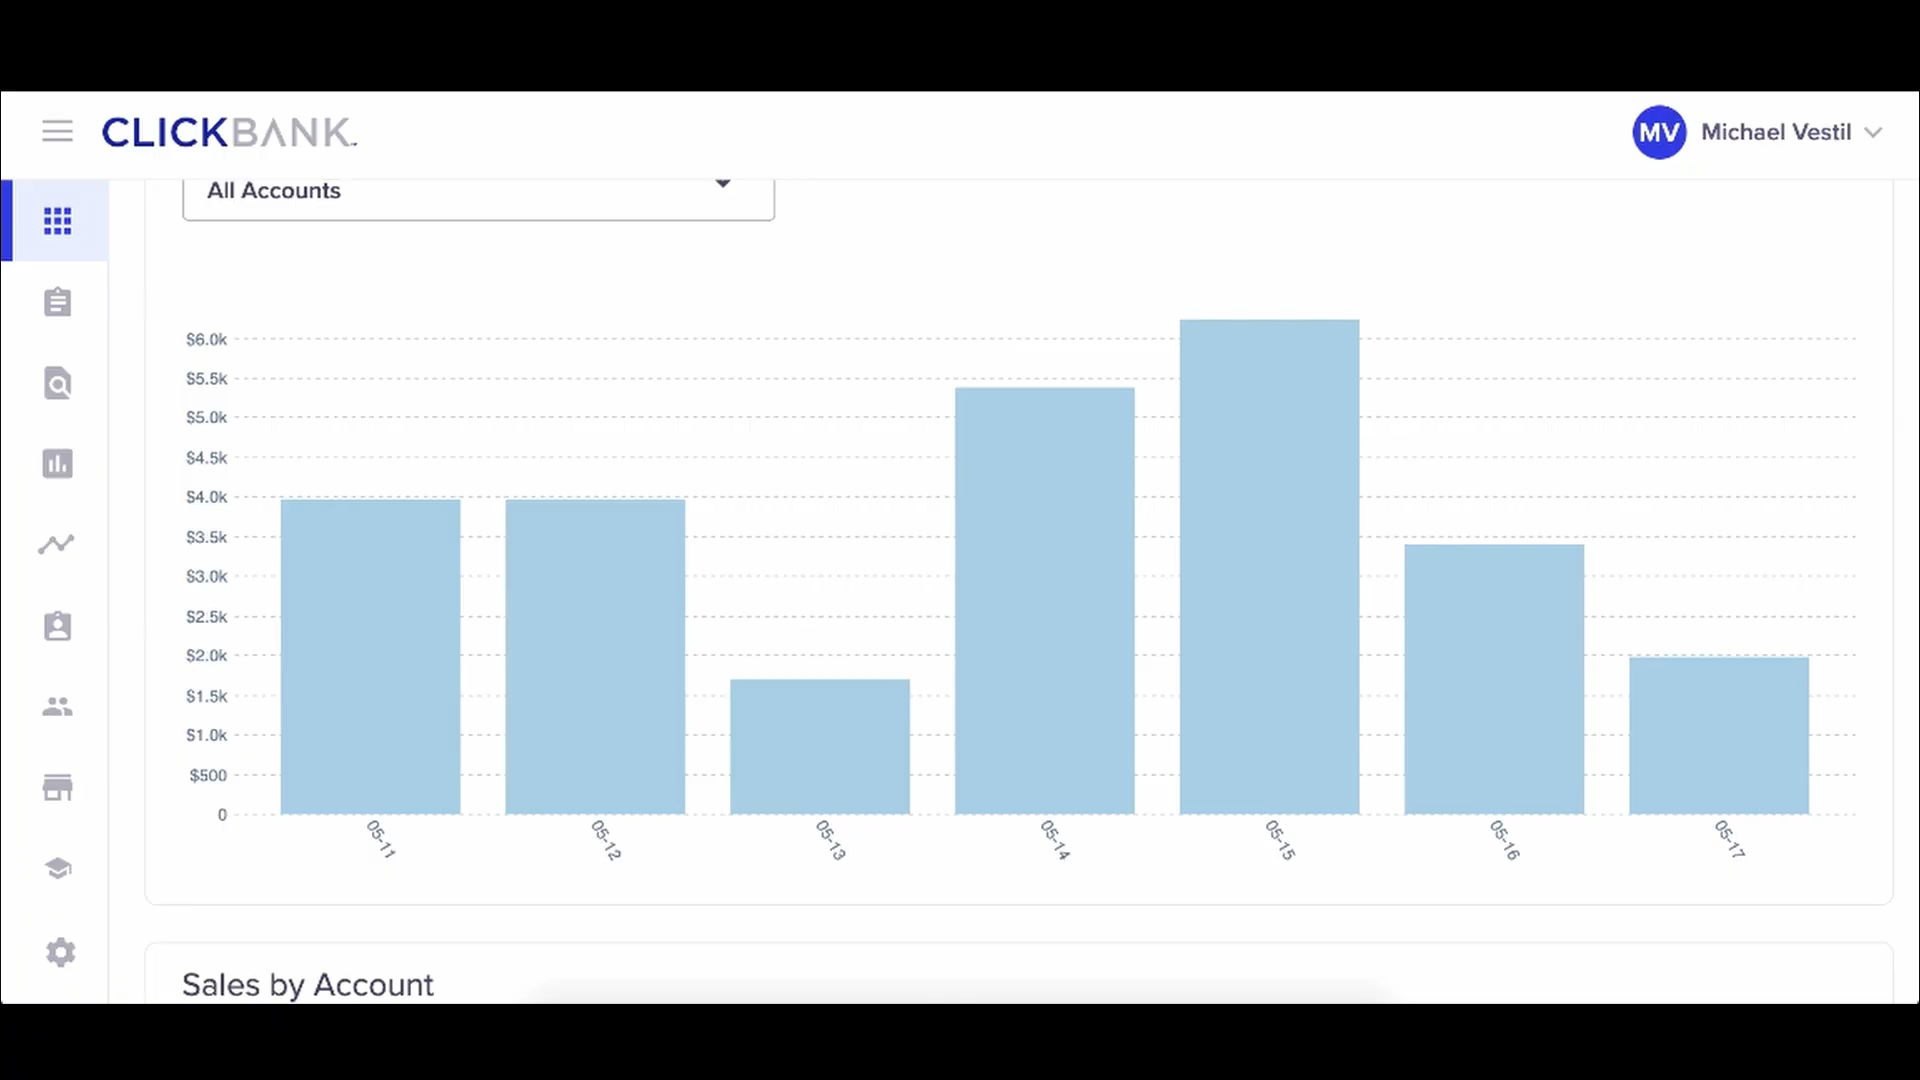 CLICKBANK
MV Michael Vestil
All Accounts
$6.0k
$5.5k
$5.0k
$4.5k
$4.0k
$3.5k
$3.0k
$2.5k
$2.0k
$1.5k
$1.0k
$500
0
05-11 05-12 05-13 05-14 05-15 05-16 05-17
Sales by Account